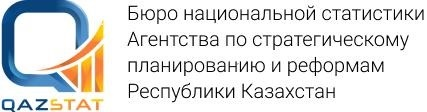 Бюро национальной статистики
Агентства по стратегическому
планированию и реформам
Республики Казахстан
QAZSTAT